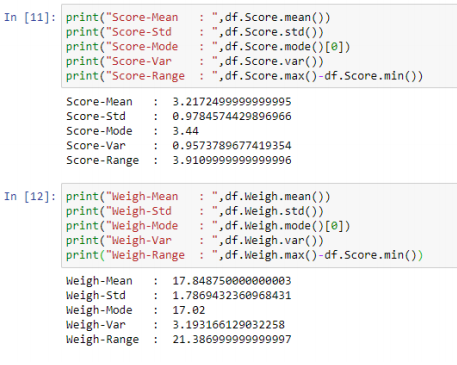 In [11]: print("Score-Mean   : ",df.Score.mean())
print("Score-Std    : ",df.Score.std())
print("Score-Mode   : ",df.Score.mode()[0])
print("Score-Var    : ",df.Score.var())
print("Score-Range  : ",df.Score.max()-df.Score.min())
Score-Mean   :  3.2172499999999995
Score-Std    :  0.9784574429896966
Score-Mode   :  3.44
Score-Var    :  0.9573789677419354
Score-Range  :  3.9109999999999996
In [12]: print("Weigh-Mean   : ",df.Weigh.mean())
print("Weigh-Std    : ",df.Weigh.std())
print("Weigh-Mode   : ",df.Weigh.mode()[0])
print("Weigh-Var    : ",df.Weigh.var())
print("Weigh-Range  : ",df.Weigh.max()-df.Score.min())
Weigh-Mean   :  17.848750000000003
Weigh-Std    :  1.7869432360968431
Weigh-Mode   :  17.02
Weigh-Var    :  3.193166129032258
Weigh-Range  :  21.386999999999997